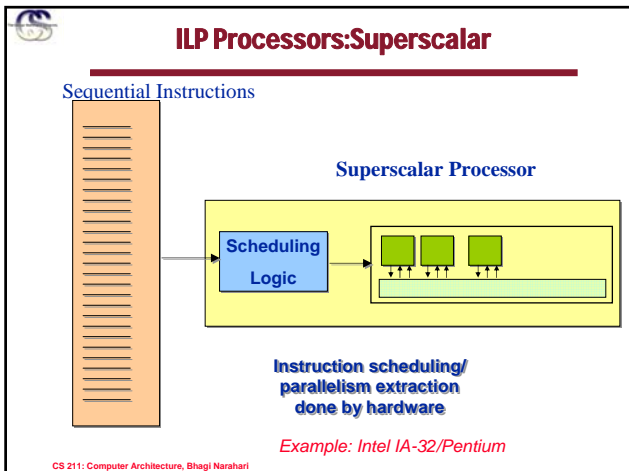 ILP Processors:Superscalar
Sequential Instructions
Superscalar Processor
Scheduling
Logic
Instruction scheduling/
parallelism extraction
done by hardware
Example: Intel IA-32/Pentium
CS 211: Computer Architecture, Bhagi Narahari